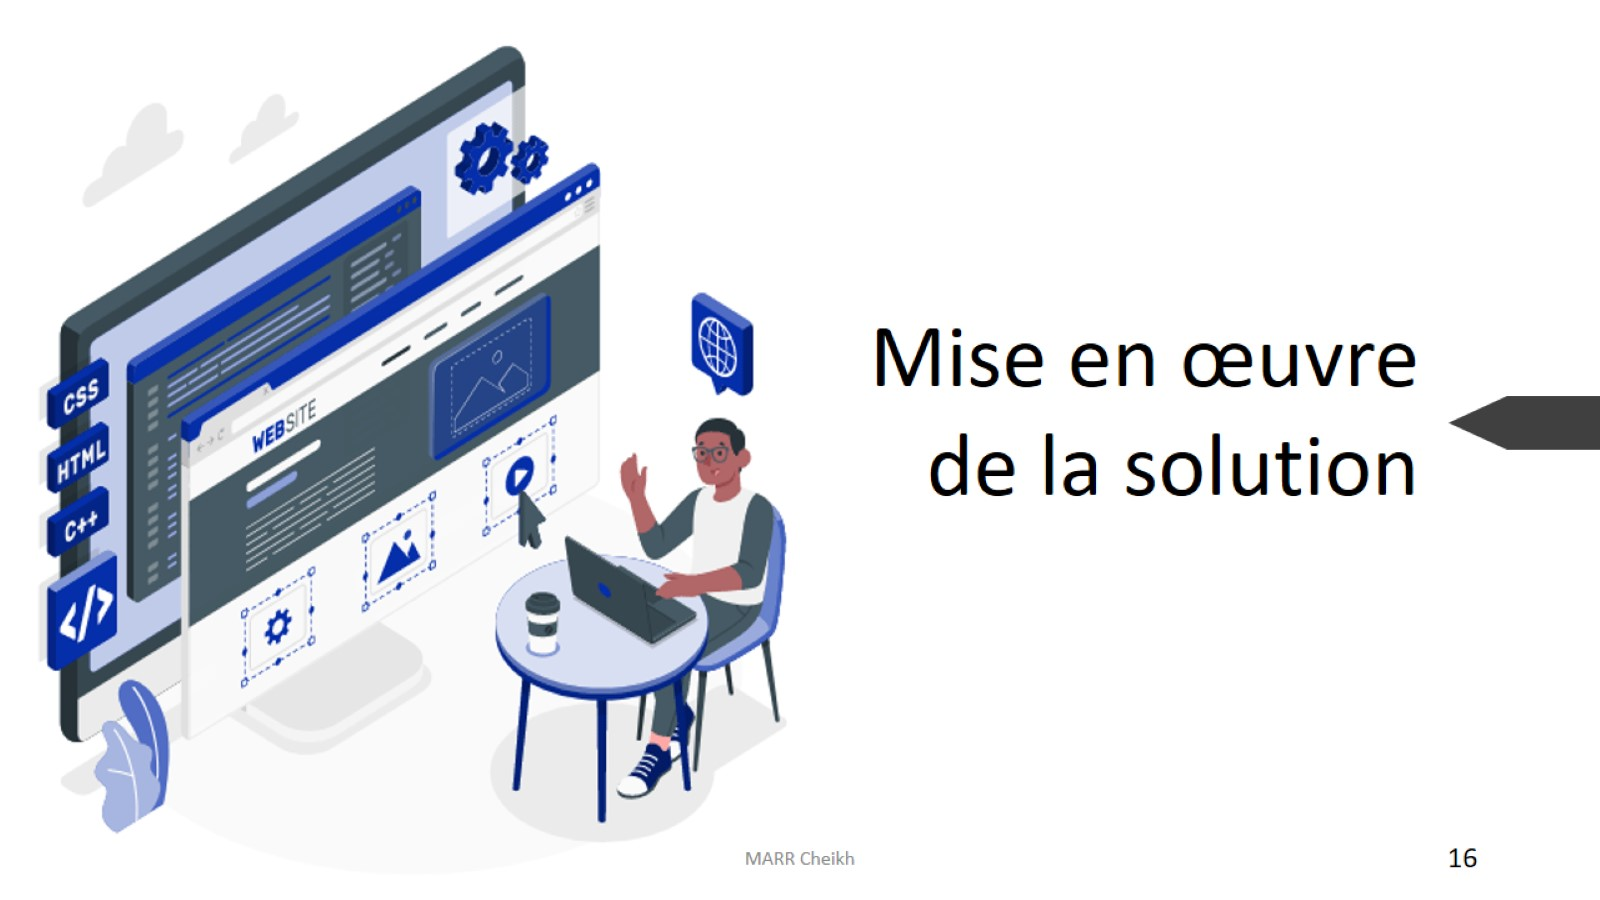 CSS
HTML
C++
</>
WEBSITE
Mise en œuvre
de la solution
MARR Cheikh
16